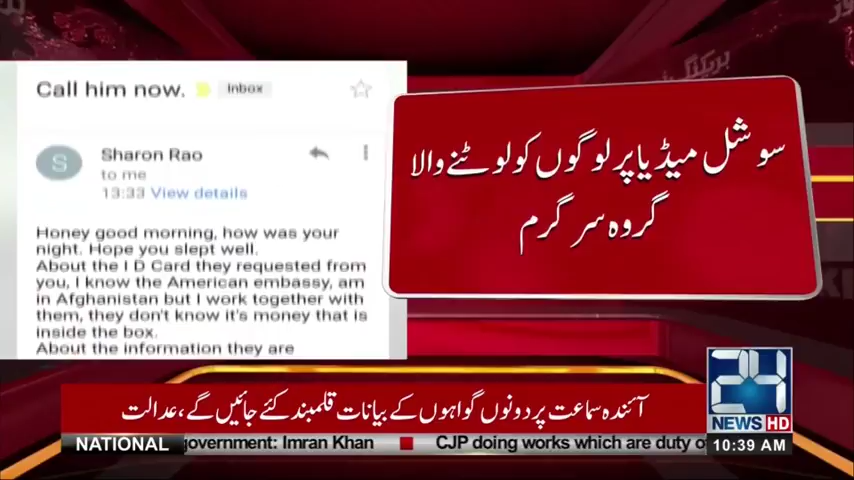 Call him now.
Inbox
S
Sharon Rao
to me
13:33 View details
Honey good morning, how was your
night. Hope you slept well.
About the I D Card they requested from
you, I know the American embassy, am
in Afghanistan but I work together with
them, they don't know it's money that is
inside the box.
About the information they are
سوشل میڈیا پر لوگوں کو لوٹنے والا
گروہ سرگرم
آئندہ سماعت پر دونوں گواہوں کے بیانات قلمبند کئے جائیں گے، عدالت
24
NEWS HD
NATIONAL
government: Imran Khan
CJP doing works which are duty o
10:39 AM